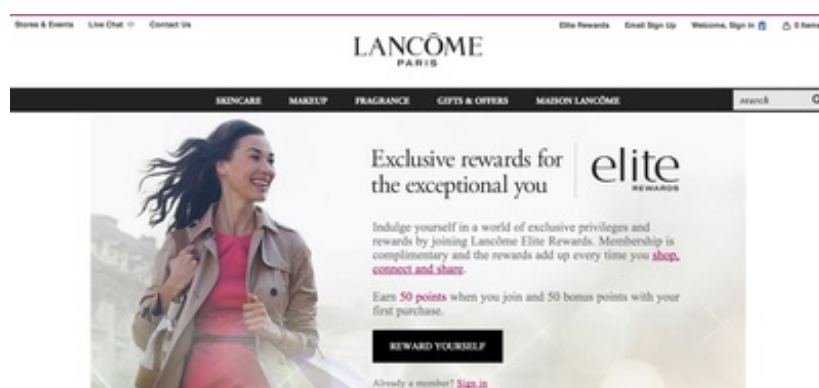 Stores & Events Live Chat Contact Us
Elite Rewards Email Sign Up Welcome, Sign In 0 Items
LANCÔME
PARIS
SKINCARE MAKEUP FRAGRANCE GIFTS & OFFERS MAISON LANCÔME search
Exclusive rewards for
the exceptional you
elite
REWARDS
Indulge yourself in a world of exclusive privileges and
rewards by joining Lancôme Elite Rewards. Membership is
complimentary and the rewards add up every time you shop,
connect and share.
Earn 50 points when you join and 50 bonus points with your
first purchase.
REWARD YOURSELF
Already a member? Sign in